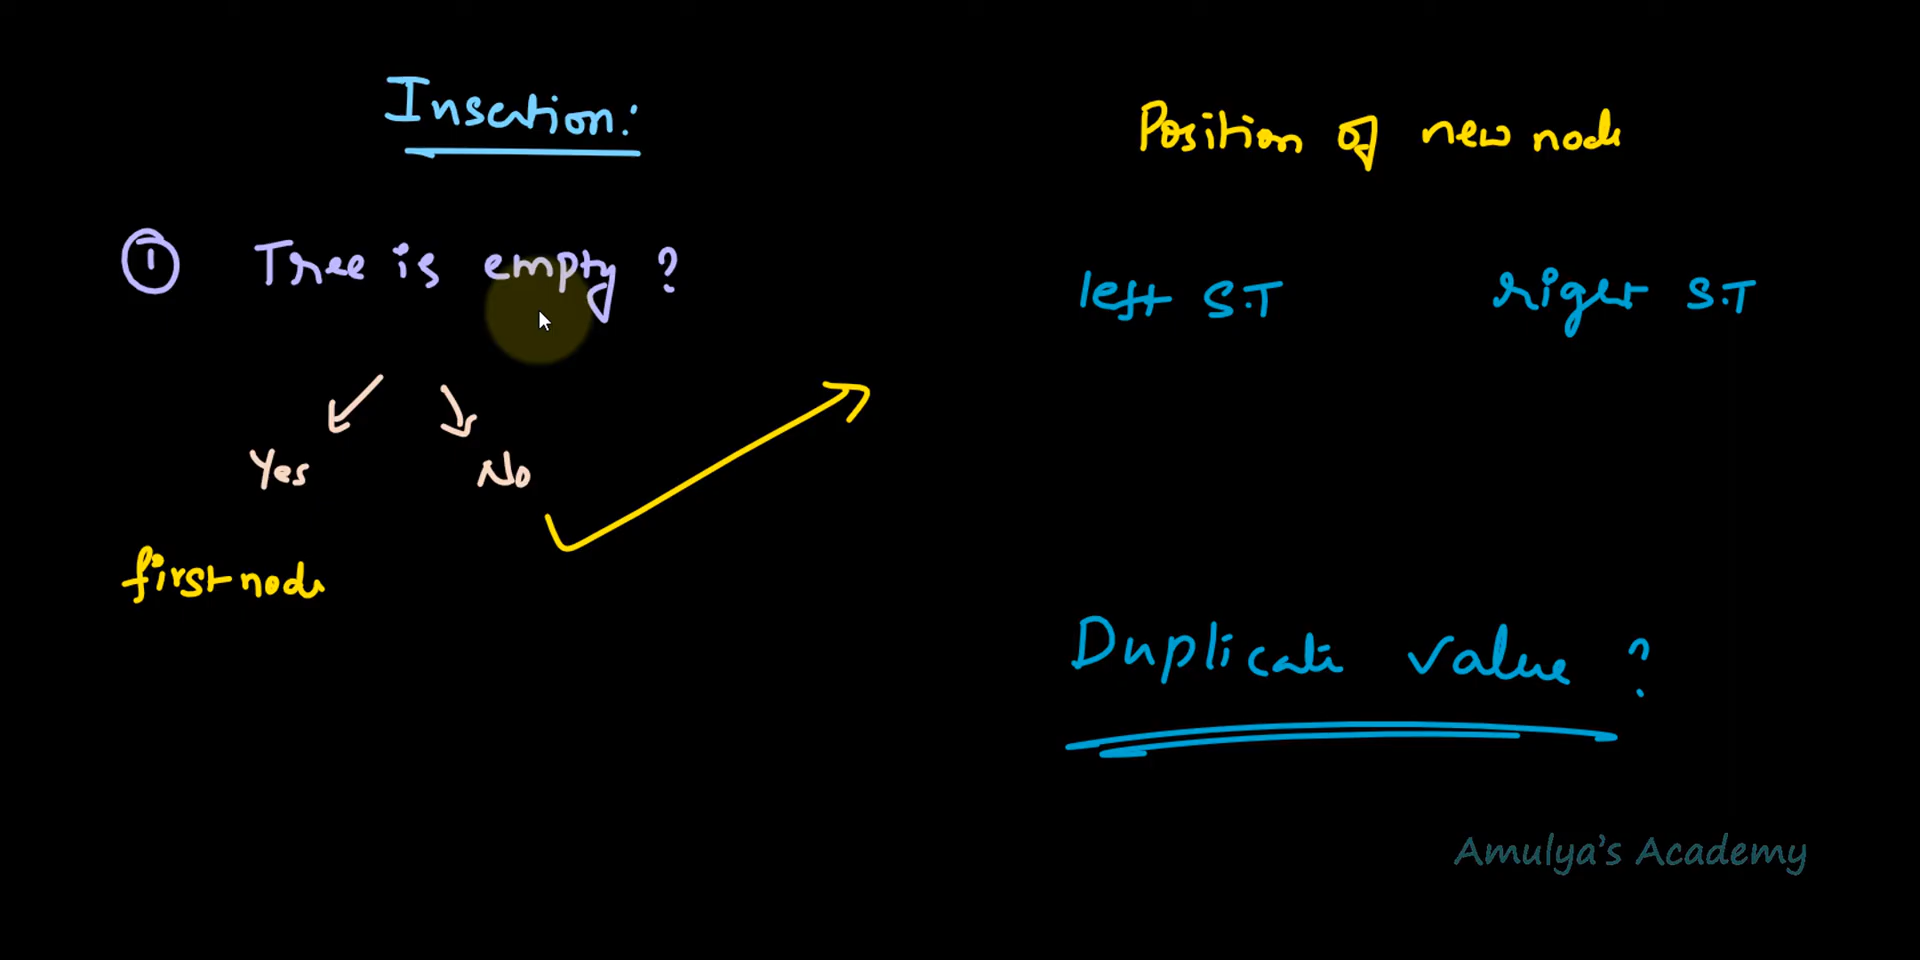 Insertion:
① Tree is empty ?
Yes
No
first node
Position of new node
left S.T
right S.T
Duplicate value ?
Amulya's Academy